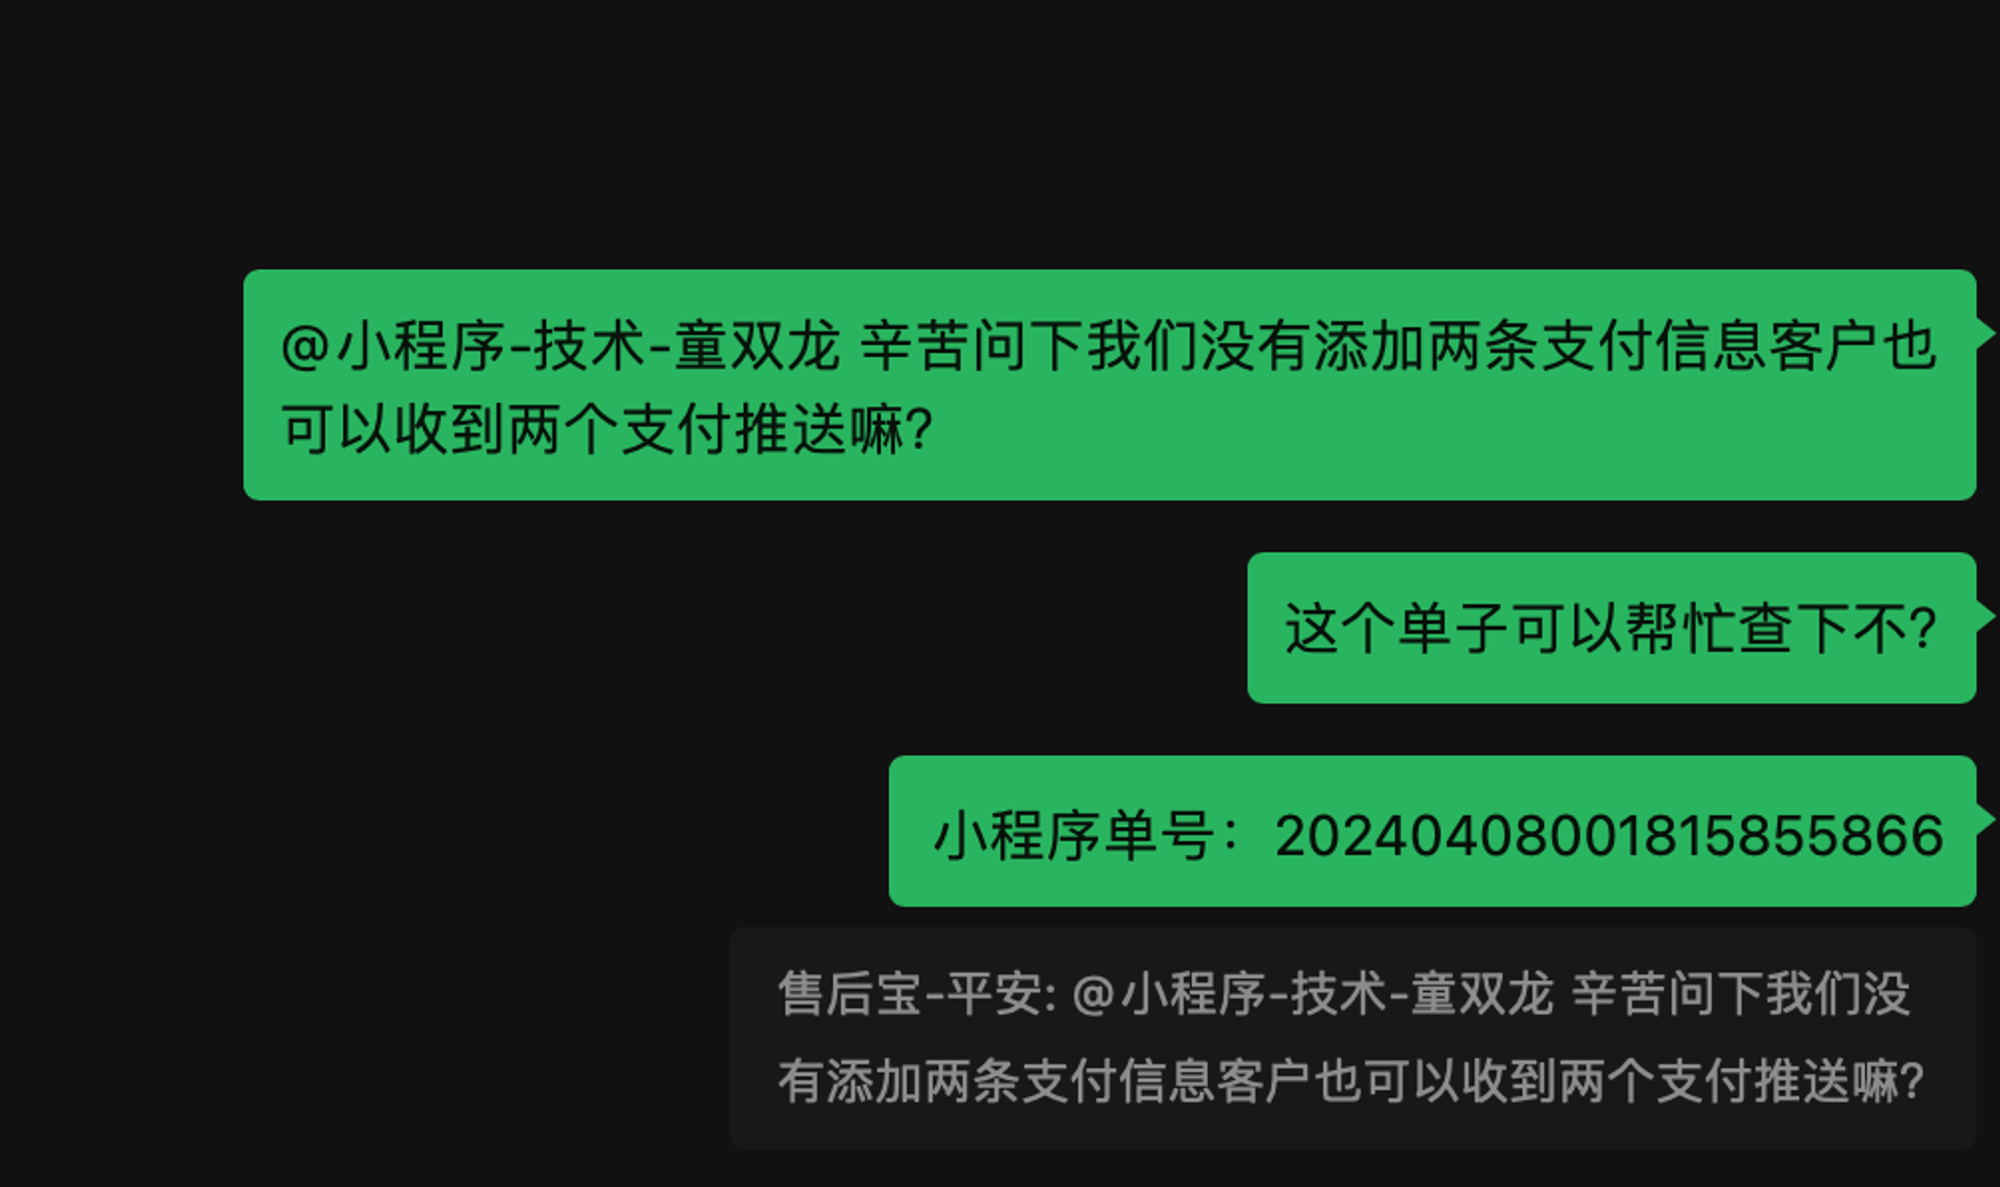 @小程序-技术-童双龙 辛苦问下我们没有添加两条支付信息客户也
可以收到两个支付推送嘛?
这个单子可以帮忙查下不?
小程序单号：20240408001815855866
售后宝-平安: @小程序-技术-童双龙 辛苦问下我们没
有添加两条支付信息客户也可以收到两个支付推送嘛?